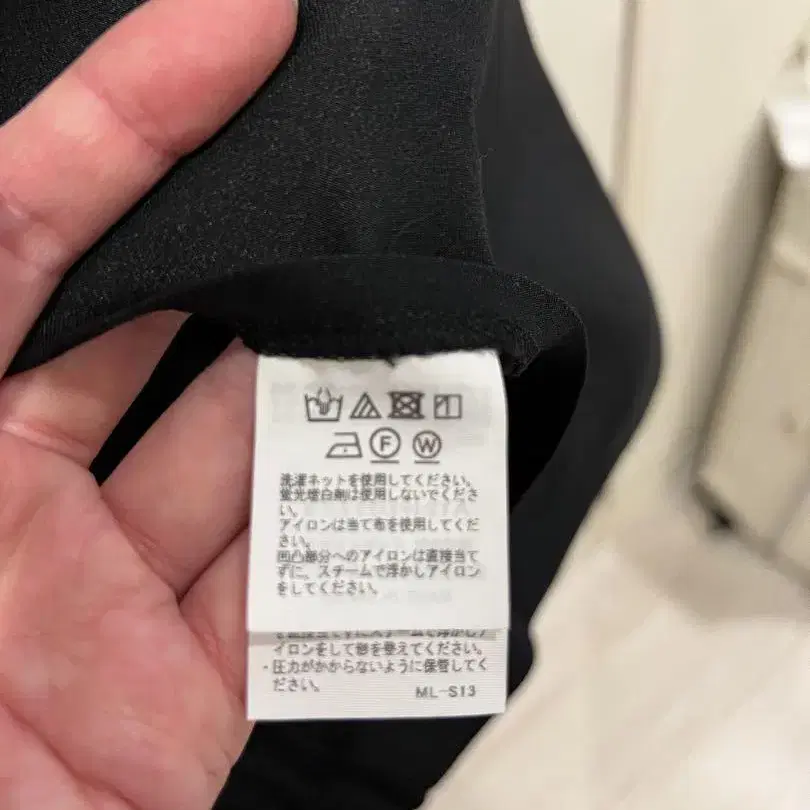 F W
洗濯ネットを使用してください。
蛍光増白剤は使用しないでくださ
い。
アイロンは当て布を使用してくだ
さい。
凹凸部分へのアイロンは直接当て
ずに、スチームで浮かしアイロン
をしてください。
イロンをして形を整えてください。
・圧力がかからないように保管してく
ださい。
ML-S13